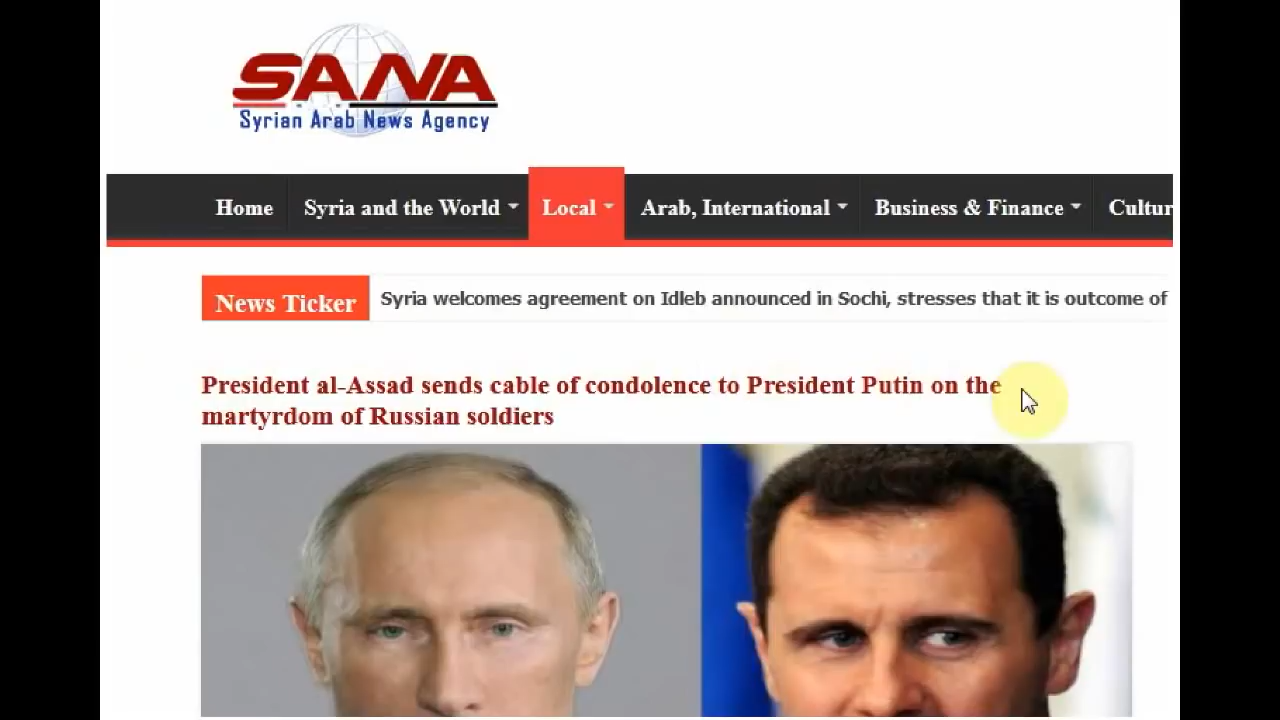 SANA
Syrian Arab News Agency
Home Syria and the World Local Arab, International Business & Finance Cultur
News Ticker Syria welcomes agreement on Idleb announced in Sochi, stresses that it is outcome of
President al-Assad sends cable of condolence to President Putin on the
martyrdom of Russian soldiers